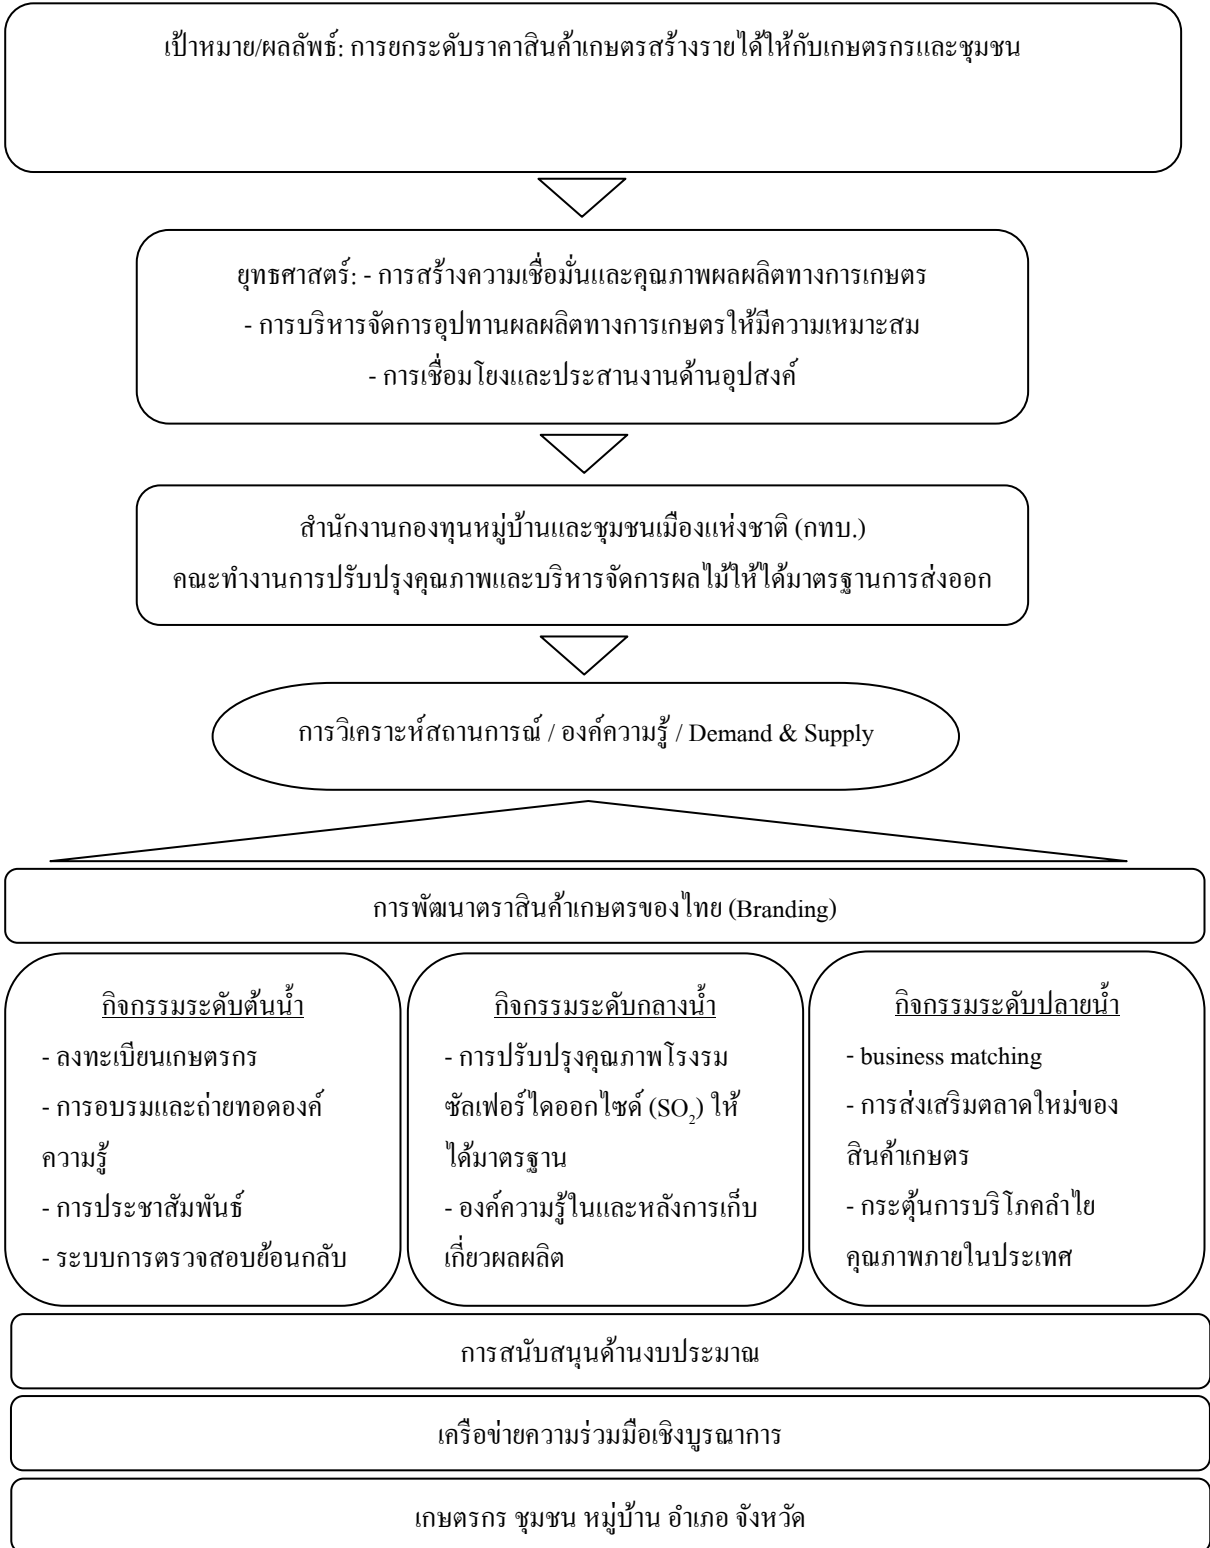 เป้าหมาย/ผลลัพธ์: การยกระดับราคาสินค้าเกษตรสร้างรายได้ให้กับเกษตรกรและชุมชน
ยุทธศาสตร์: - การสร้างความเชื่อมั่นและคุณภาพผลผลิตทางการเกษตร
- การบริหารจัดการอุปทานผลผลิตทางการเกษตรให้มีความเหมาะสม
- การเชื่อมโยงและประสานงานด้านอุปสงค์
สำนักงานกองทุนหมู่บ้านและชุมชนเมืองแห่งชาติ (กทบ.)
คณะทำงานการปรับปรุงคุณภาพและบริหารจัดการผลไม้ให้ได้มาตรฐานการส่งออก
การวิเคราะห์สถานการณ์ / องค์ความรู้ / Demand & Supply
การพัฒนาตราสินค้าเกษตรของไทย (Branding)
กิจกรรมระดับต้นน้ำ
- ลงทะเบียนเกษตรกร
- การอบรมและถ่ายทอดองค์
ความรู้
- การประชาสัมพันธ์
- ระบบการตรวจสอบย้อนกลับ
กิจกรรมระดับกลางน้ำ
- การปรับปรุงคุณภาพโรงรม
ซัลเฟอร์ไดออกไซด์ (SO₂) ให้
ได้มาตรฐาน
- องค์ความรู้ในและหลังการเก็บ
เกี่ยวผลผลิต
กิจกรรมระดับปลายน้ำ
- business matching
- การส่งเสริมตลาดใหม่ของ
สินค้าเกษตร
- กระตุ้นการบริโภคลำไย
คุณภาพภายในประเทศ
การสนับสนุนด้านงบประมาณ
เครือข่ายความร่วมมือเชิงบูรณาการ
เกษตรกร ชุมชน หมู่บ้าน อำเภอ จังหวัด